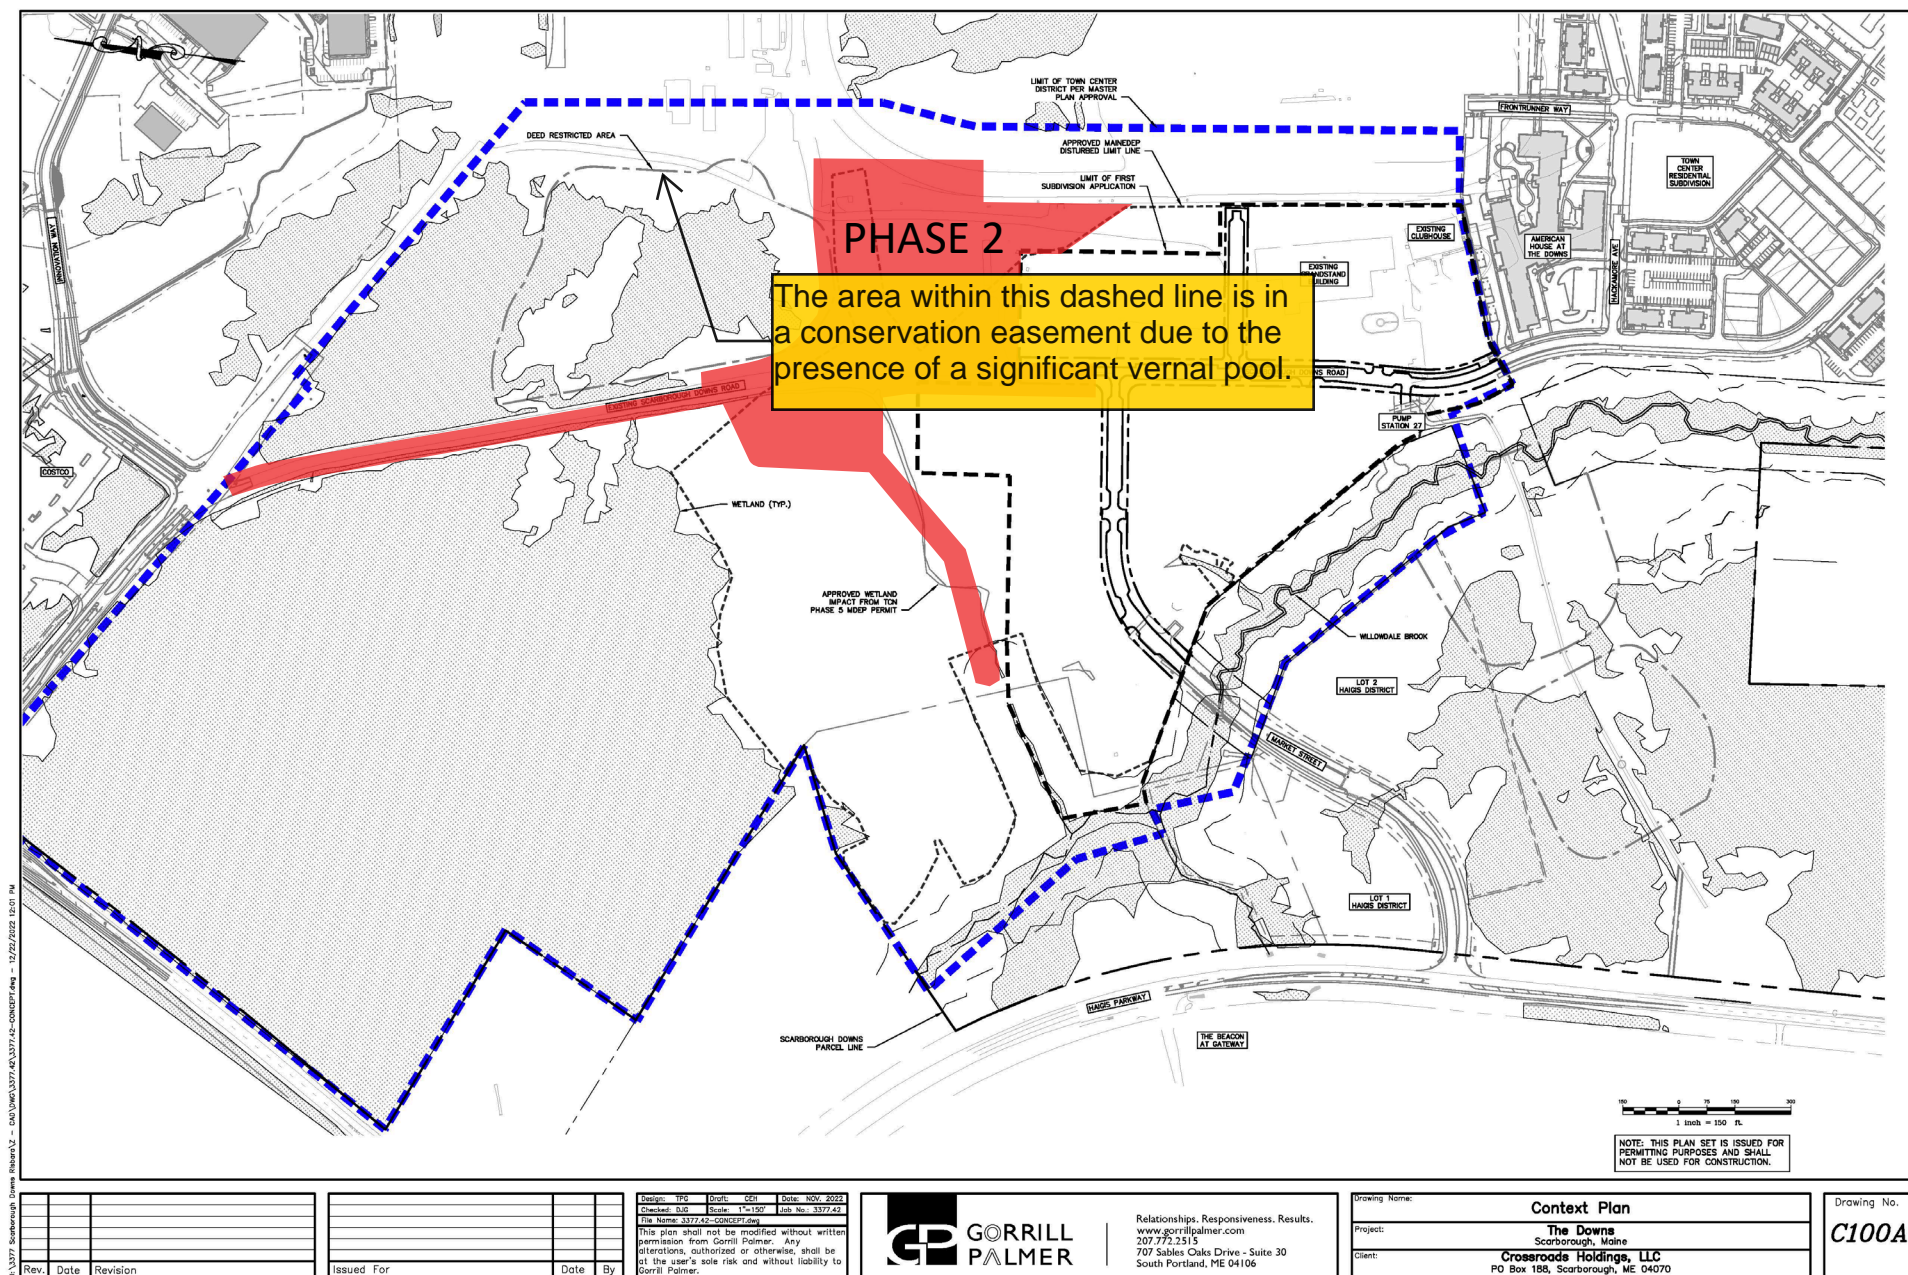 LIMIT OF TOWN CENTER
DISTRICT PER MASTER
PLAN APPROVAL
FRONTRUNNER WAY
DEED RESTRICTED AREA
APPROVED MAINEDEP
DISTURBED LIMIT LINE
LIMIT OF FIRST
SUBDIVISION APPLICATION
TOWN
CENTER
RESIDENTIAL
SUBDIVISION
INNOVATION WAY
PHASE 2
EXISTING
CLUBHOUSE
AMERICAN
HOUSE AT
THE DOWNS
HACKAMORE AVE
EXISTING
The area within this dashed line is in
a conservation easement due to the
presence of a significant vernal pool.
EXISTING SCARBOROUGH DOWNS ROAD
DOWNS ROAD
PUMP
STATION 27
COSTCO
WETLAND (TYP.)
APPROVED WETLAND
IMPACT FROM TCN
PHASE 5 MDEP PERMIT
WILLOWDALE BROOK
LOT 2
HAIGIS DISTRICT
MARKET STREET
LOT 1
HAIGIS DISTRICT
HAIGIS PARKWAY
SCARBOROUGH DOWNS
PARCEL LINE
THE BEACON
AT GATEWAY
150 0 75 150 300
1 inch = 150 ft.
NOTE: THIS PLAN SET IS ISSUED FOR
PERMITTING PURPOSES AND SHALL
NOT BE USED FOR CONSTRUCTION.
Rev. Date Revision
Issued For Date By
Design: TPG Draft: CEH Date: NOV. 2022
Checked: DJG Scale: 1"=150' Job No.: 3377.42
File Name: 3377.42-CONCEPT.dwg
This plan shall not be modified without written
permission from Gorrill Palmer. Any
alterations, authorized or otherwise, shall be
at the user's sole risk and without liability to
Gorrill Palmer.
GP
GORRILL
PALMER
Relationships. Responsiveness. Results.
www.gorrillpalmer.com
207.772.2515
707 Sables Oaks Drive - Suite 30
South Portland, ME 04106
Drawing Name: Context Plan
Project: The Downs
Scarborough, Maine
Client: Crossroads Holdings, LLC
PO Box 188, Scarborough, ME 04070
Drawing No.
C100A